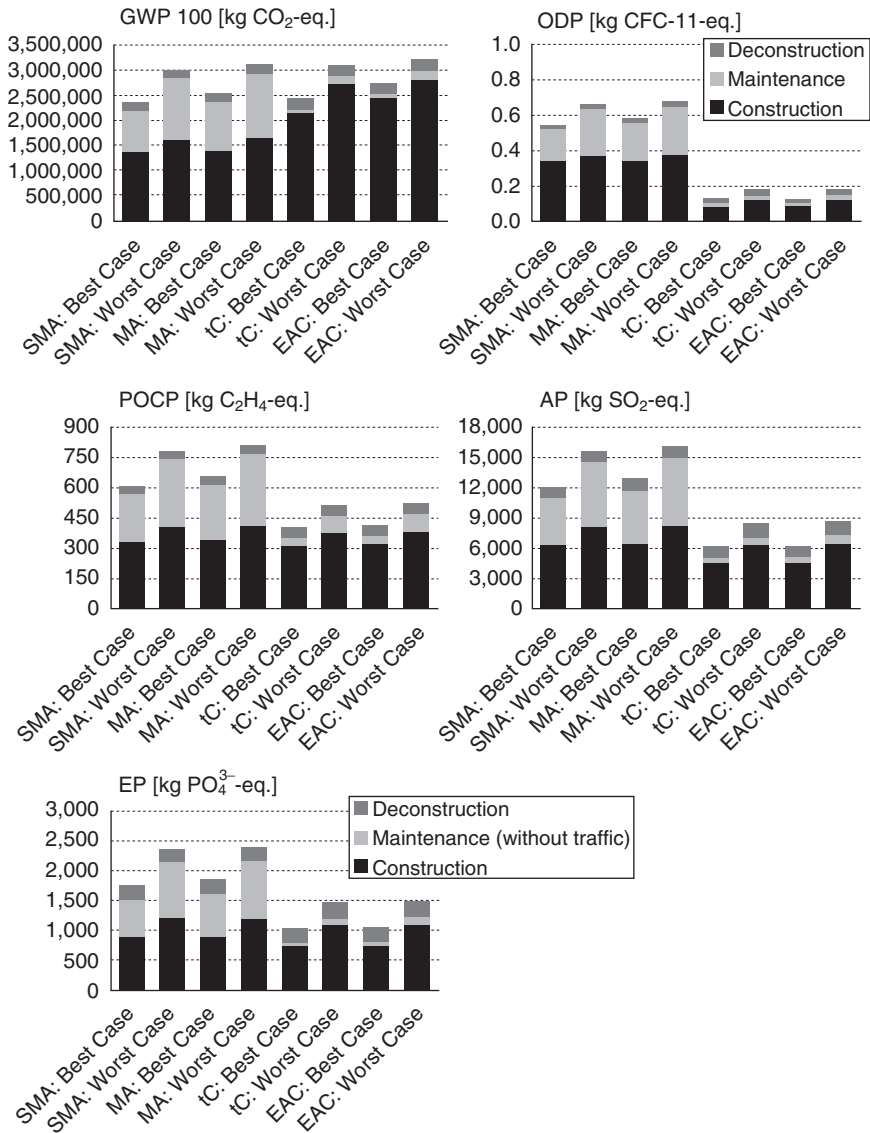 GWP 100 [kg CO₂-eq.]
3,500,000
3,000,000
2,500,000
2,000,000
1,500,000
1,000,000
500,000
0
SMA: Best Case
SMA: Worst Case
MA: Best Case
MA: Worst Case
tC: Best Case
tC: Worst Case
EAC: Best Case
EAC: Worst Case
ODP [kg CFC-11-eq.]
1.0
0.8
0.6
0.4
0.2
0.0
Deconstruction
Maintenance
Construction
SMA: Best Case
SMA: Worst Case
MA: Best Case
MA: Worst Case
tC: Best Case
tC: Worst Case
EAC: Best Case
EAC: Worst Case
POCP [kg C₂H₄-eq.]
900
750
600
450
300
150
0
SMA: Best Case
SMA: Worst Case
MA: Best Case
MA: Worst Case
tC: Best Case
tC: Worst Case
EAC: Best Case
EAC: Worst Case
AP [kg SO₂-eq.]
18,000
15,000
12,000
9,000
6,000
3,000
0
SMA: Best Case
SMA: Worst Case
MA: Best Case
MA: Worst Case
tC: Best Case
tC: Worst Case
EAC: Best Case
EAC: Worst Case
EP [kg PO₄³⁻-eq.]
3,000
2,500
2,000
1,500
1,000
500
0
Deconstruction
Maintenance (without traffic)
Construction
SMA: Best Case
SMA: Worst Case
MA: Best Case
MA: Worst Case
tC: Best Case
tC: Worst Case
EAC: Best Case
EAC: Worst Case